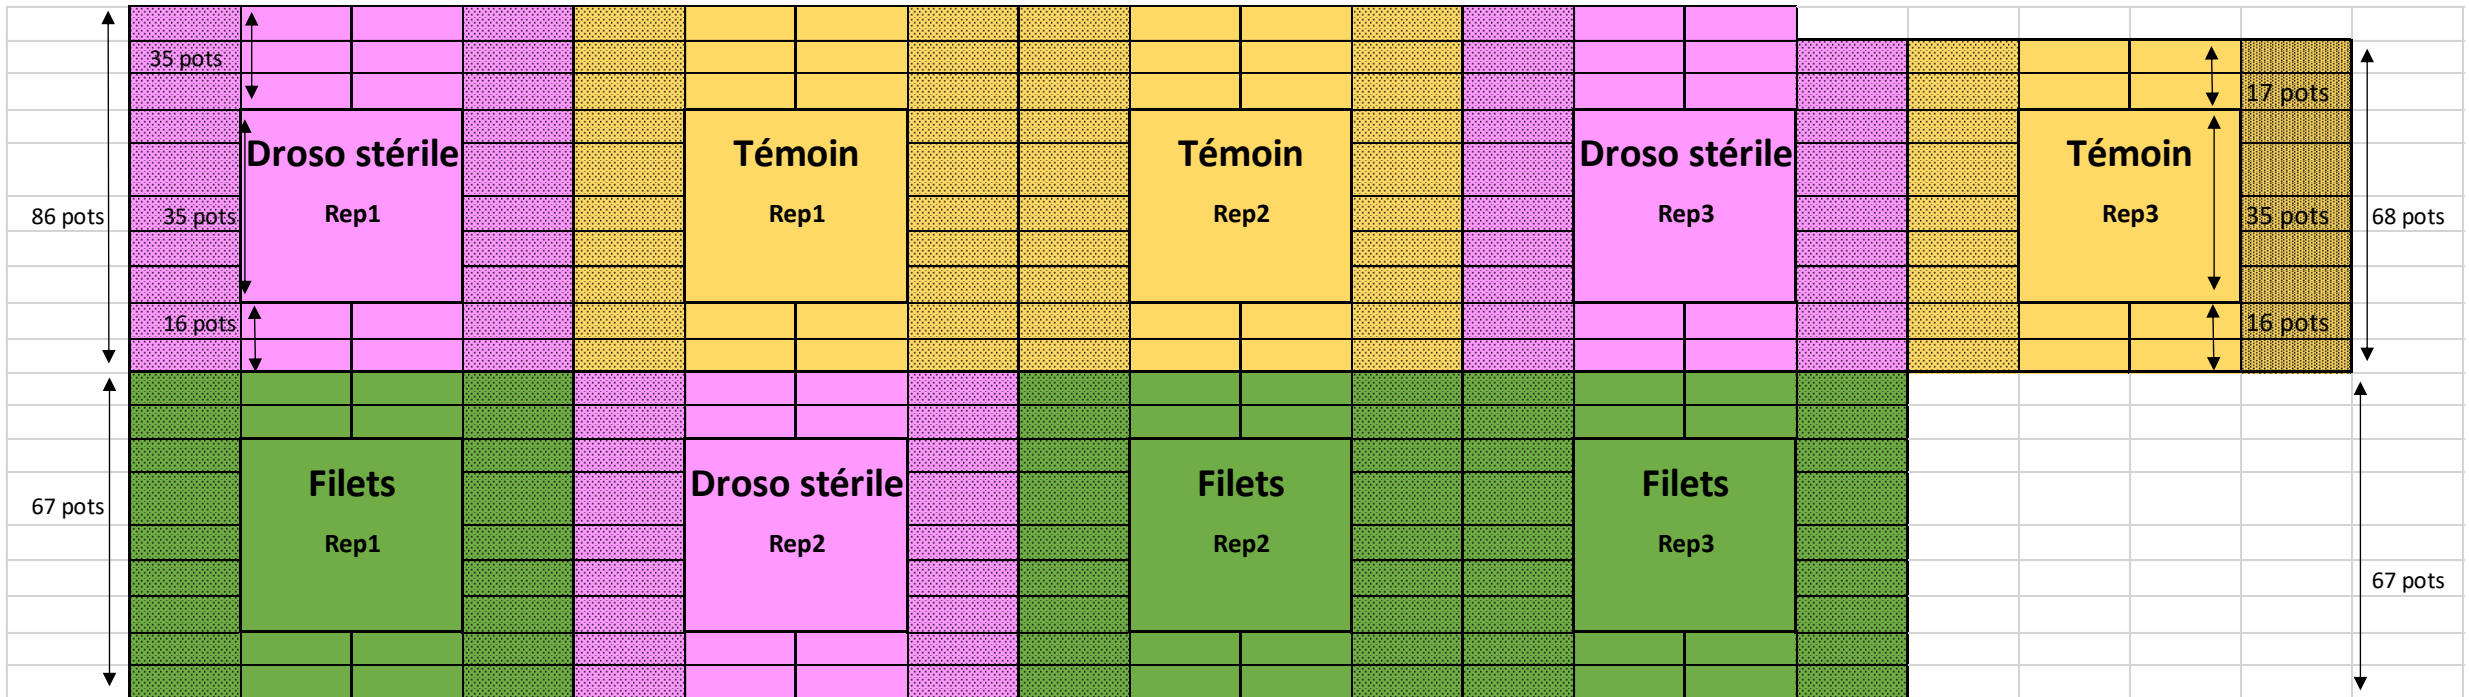 35 pots
17 pots
Droso stérile
Témoin
Témoin
Droso stérile
Témoin
86 pots
35 pots
Rep1
Rep1
Rep2
Rep3
Rep3
35 pots
68 pots
16 pots
16 pots
Filets
Droso stérile
Filets
Filets
67 pots
Rep1
Rep2
Rep2
Rep3
67 pots